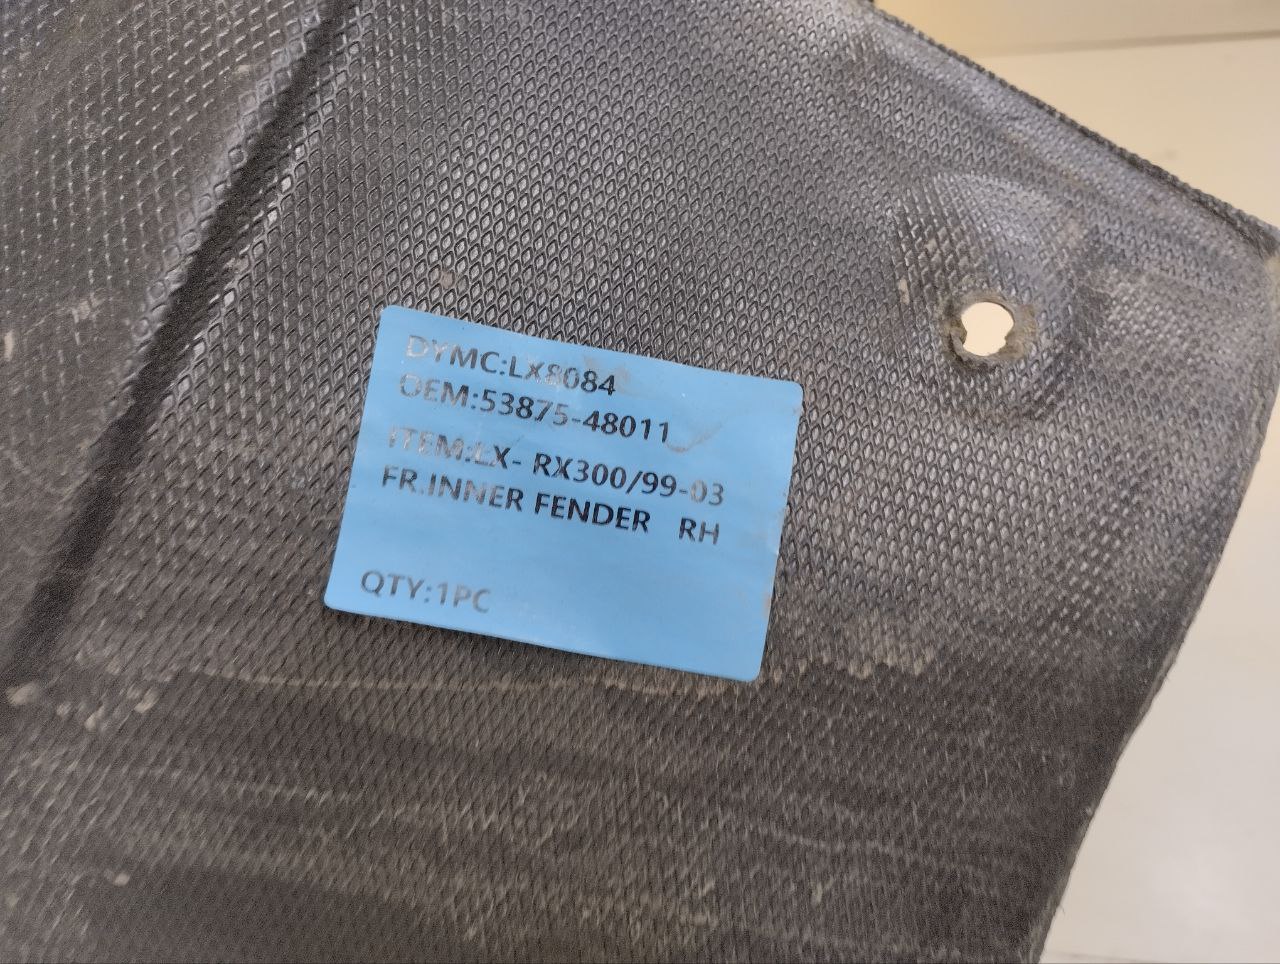 DYMC:LX8084
OEM:53875-48011
ITEM:LX- RX300/99-03
FR.INNER FENDER RH
QTY:1PC